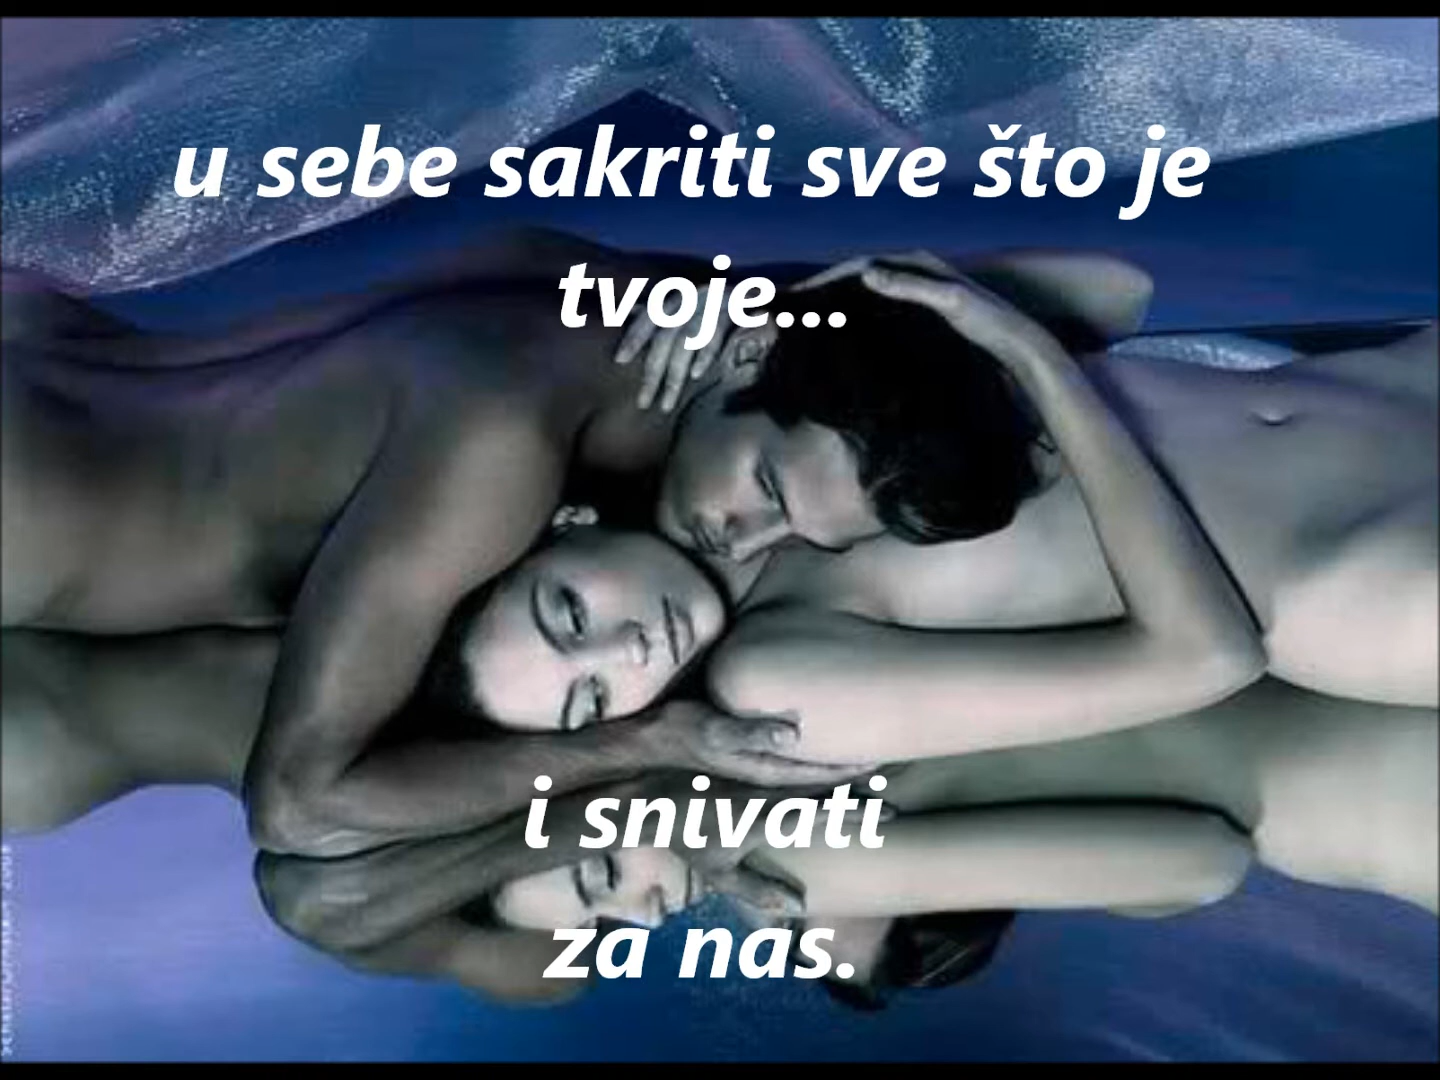 u sebe sakriti sve što je
tvoje...
i snivati
za nas.